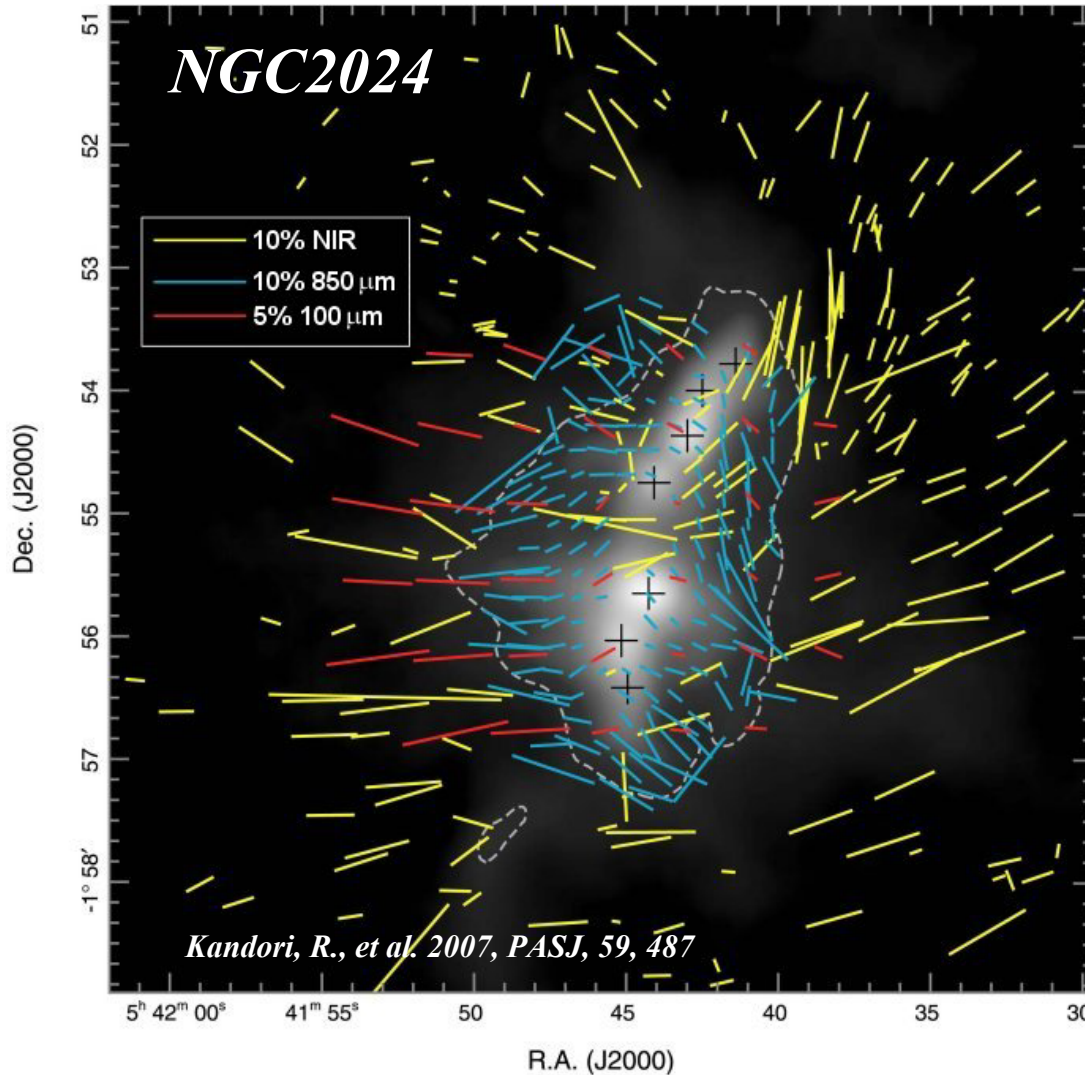 NGC2024
10% NIR
10% 850 μm
5% 100 μm
Kandori, R., et al. 2007, PASJ, 59, 487
51
52
53
54
55
56
57
-1° 58′
Dec. (J2000)
5ʰ 42ᵐ 00ˢ
41ᵐ 55ˢ
50
45
40
35
30
R.A. (J2000)